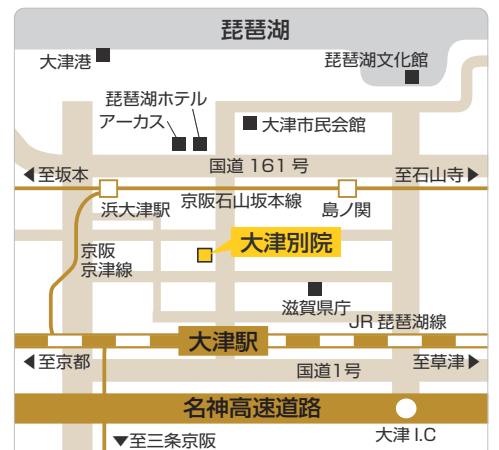 琵琶湖
大津港
琵琶湖文化館
琵琶湖ホテル
アーカス
大津市民会館
国道 161 号
◀至坂本
至石山寺▶
浜大津駅
京阪石山坂本線
島ノ関
京阪
京津線
大津別院
滋賀県庁
JR 琵琶湖線
大津駅
◀至京都
国道1号
至草津▶
名神高速道路
大津 I.C
▼至三条京阪